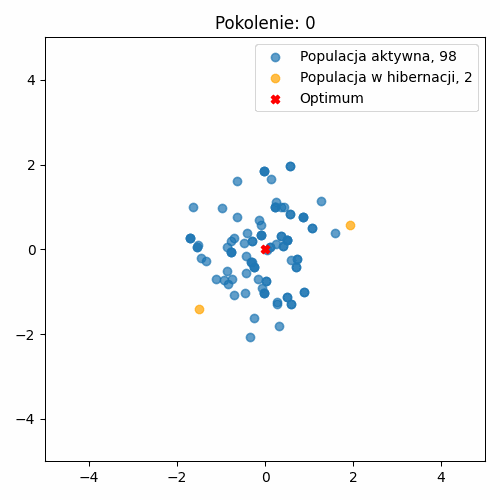 Pokolenie: 0
Populacja aktywna, 98
Populacja w hibernacji, 2
Optimum
4
2
0
−2
−4
−4 −2 0 2 4